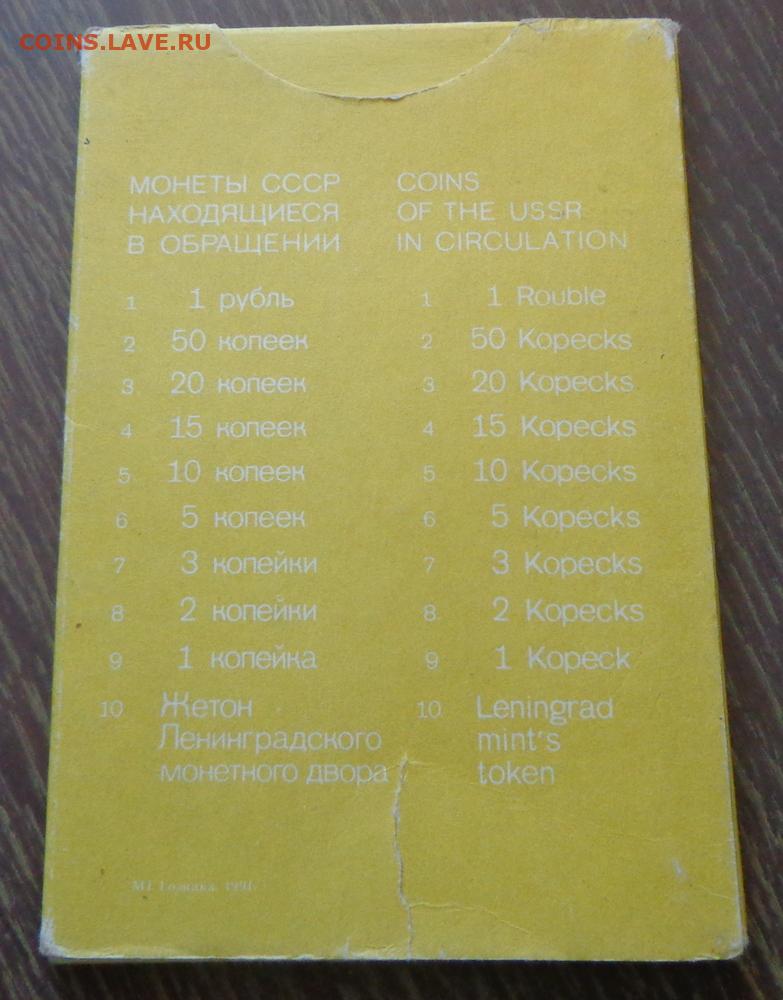 COINS.LAVE.RU
МОНЕТЫ СССР
НАХОДЯЩИЕСЯ
В ОБРАЩЕНИИ
1 1 рубль
2 50 копеек
3 20 копеек
4 15 копеек
5 10 копеек
6 5 копеек
7 3 копейки
8 2 копейки
9 1 копейка
10 Жетон
Ленинградского
монетного двора
COINS
OF THE USSR
IN CIRCULATION
1 1 Rouble
2 50 Kopecks
3 20 Kopecks
4 15 Kopecks
5 10 Kopecks
6 5 Kopecks
7 3 Kopecks
8 2 Kopecks
9 1 Kopeck
10 Leningrad
mint's
token